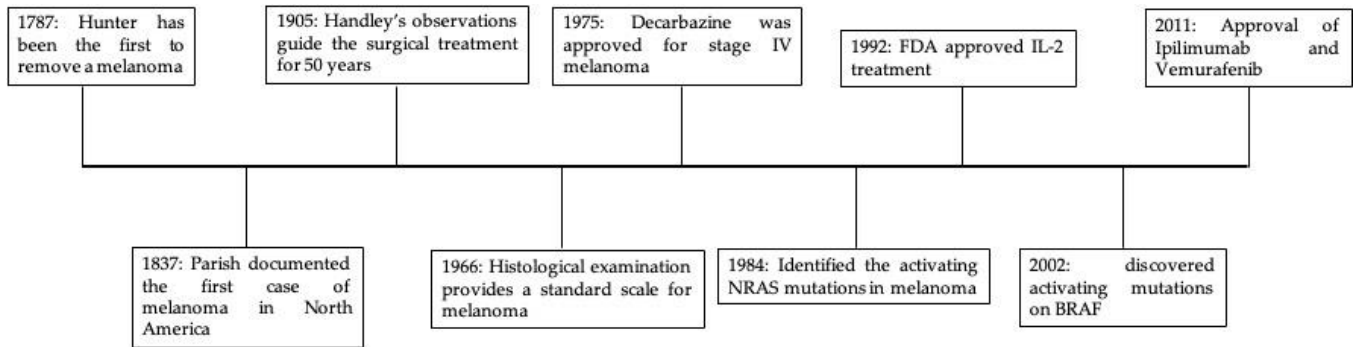 1787: Hunter has
been the first to
remove a melanoma
1905: Handley's observations
guide the surgical treatment
for 50 years
1975: Decarbazine was
approved for stage IV
melanoma
1992: FDA approved IL-2
treatment
2011: Approval of
Ipilimumab and
Vemurafenib
1837: Parish documented
the first case of
melanoma in North
America
1966: Histological examination
provides a standard scale for
melanoma
1984: Identified the activating
NRAS mutations in melanoma
2002: discovered
activating mutations
on BRAF